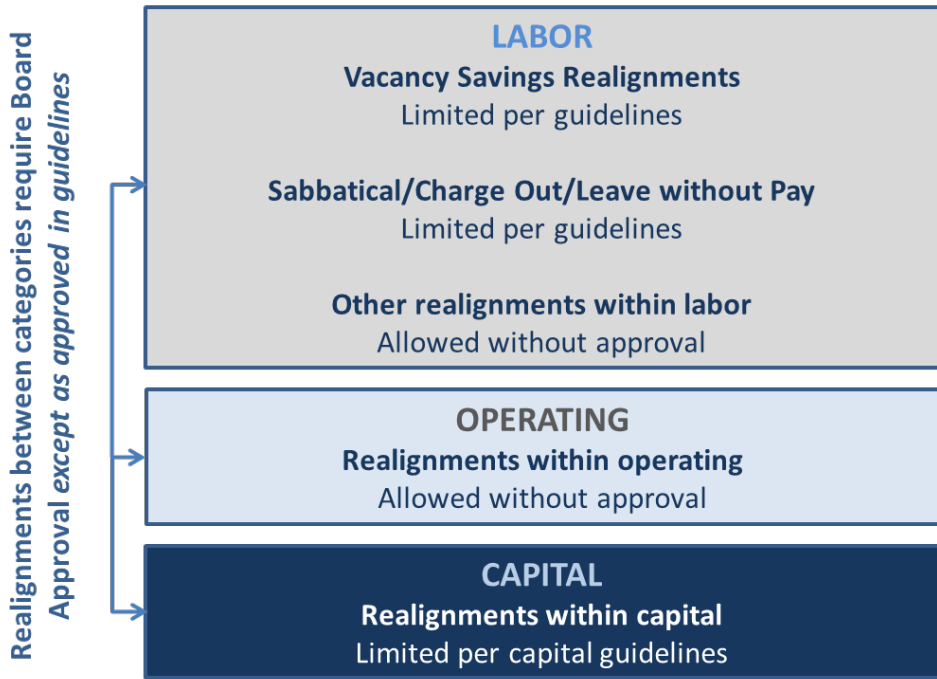 Realignments between categories require Board
Approval except as approved in guidelines
LABOR
Vacancy Savings Realignments
Limited per guidelines
Sabbatical/Charge Out/Leave without Pay
Limited per guidelines
Other realignments within labor
Allowed without approval
OPERATING
Realignments within operating
Allowed without approval
CAPITAL
Realignments within capital
Limited per capital guidelines